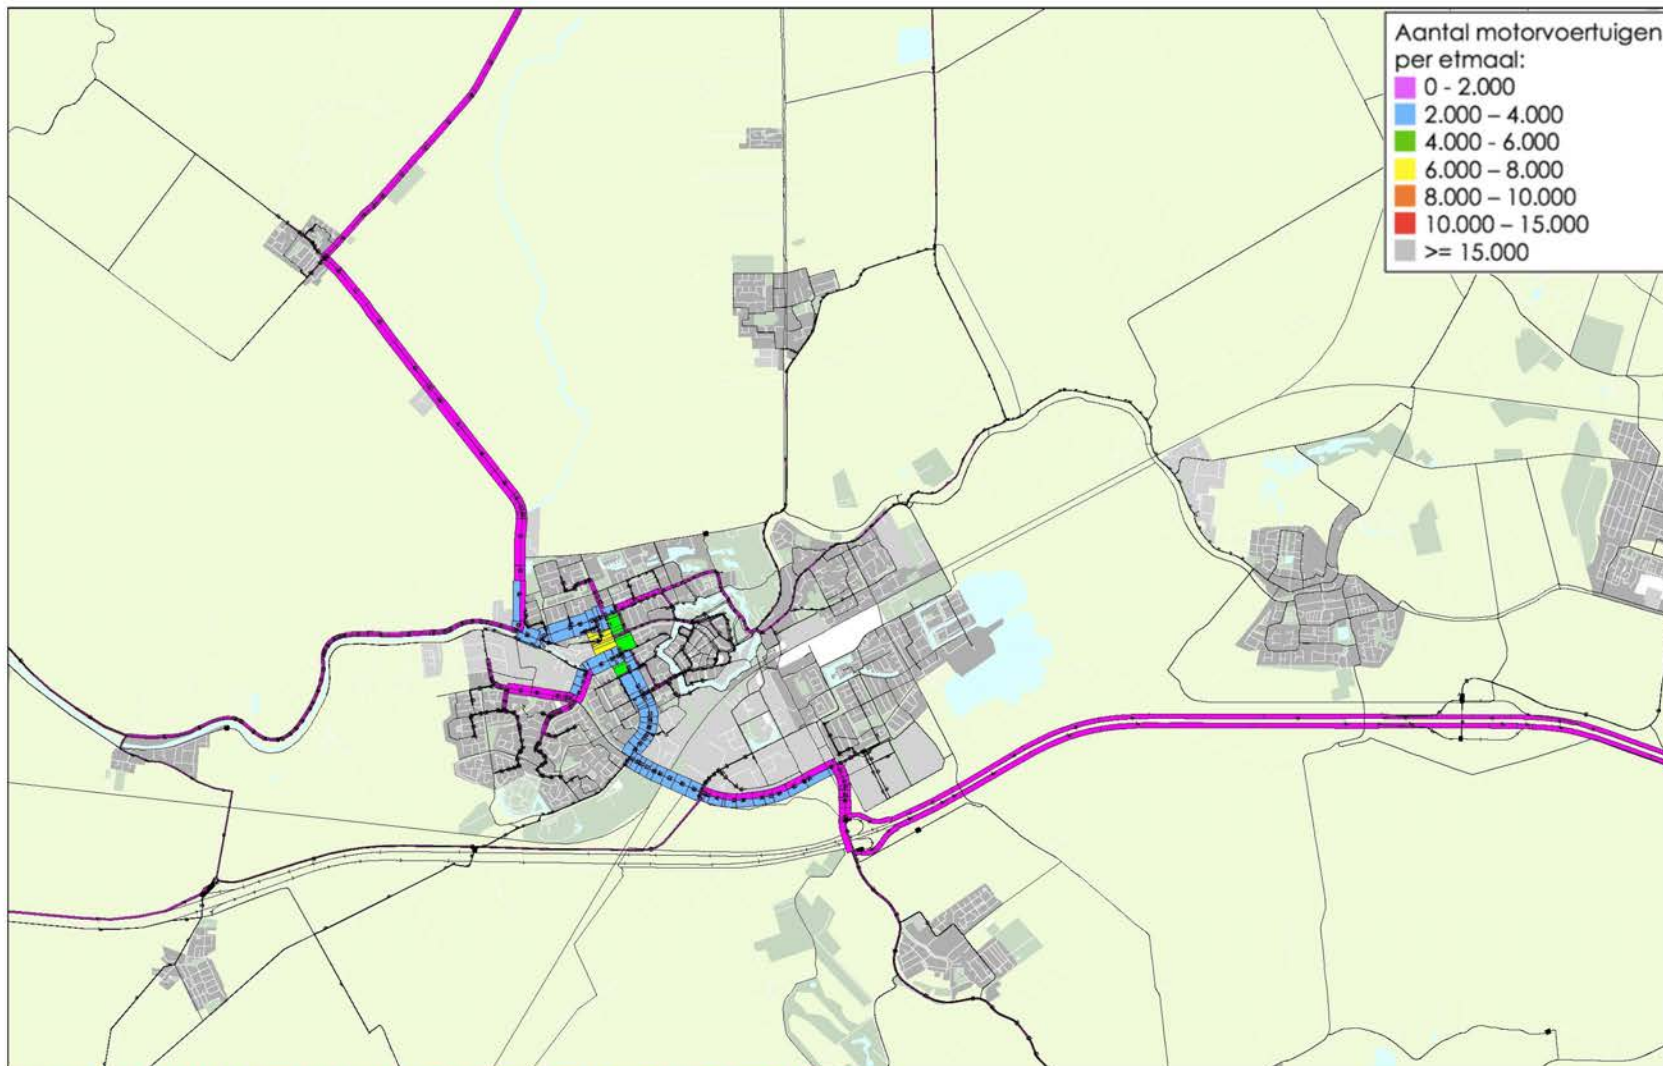 Aantal motorvoertuigen
per etmaal:
0 - 2.000
2.000 – 4.000
4.000 - 6.000
6.000 – 8.000
8.000 – 10.000
10.000 – 15.000
>= 15.000